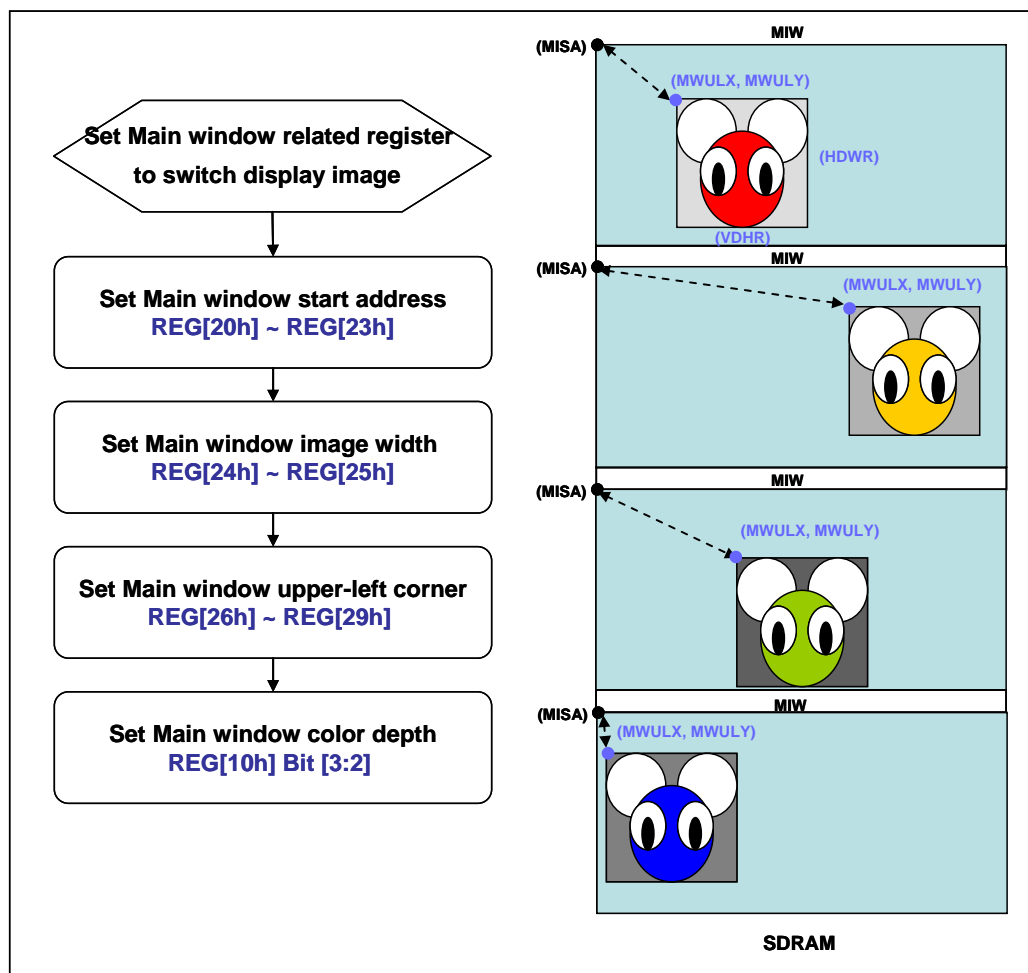 Set Main window related register
to switch display image
Set Main window start address
REG[20h] ~ REG[23h]
Set Main window image width
REG[24h] ~ REG[25h]
Set Main window upper-left corner
REG[26h] ~ REG[29h]
Set Main window color depth
REG[10h] Bit [3:2]
MIW
(MISA)
(MWULX, MWULY)
(HDWR)
(VDHR)
MIW
(MISA)
(MWULX, MWULY)
MIW
(MISA)
(MWULX, MWULY)
MIW
(MISA)
(MWULX, MWULY)
SDRAM